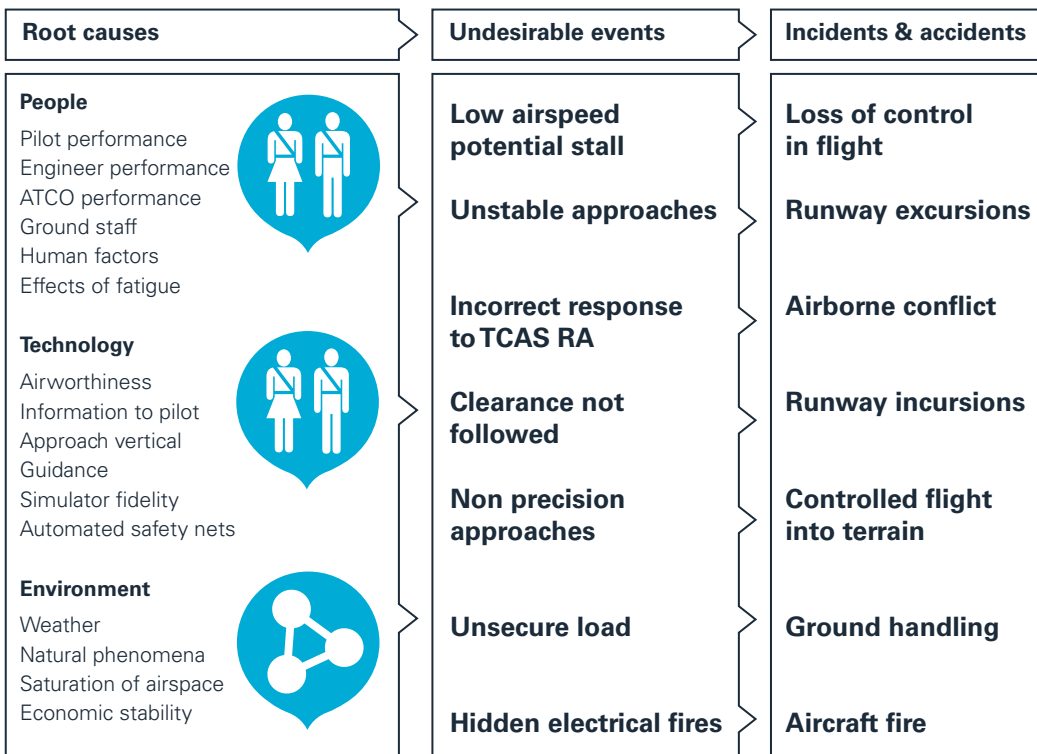 Root causes
Undesirable events
Incidents & accidents
People
Pilot performance
Engineer performance
ATCO performance
Ground staff
Human factors
Effects of fatigue
Technology
Airworthiness
Information to pilot
Approach vertical
Guidance
Simulator fidelity
Automated safety nets
Environment
Weather
Natural phenomena
Saturation of airspace
Economic stability
Low airspeed
potential stall
Unstable approaches
Incorrect response
to TCAS RA
Clearance not
followed
Non precision
approaches
Unsecure load
Hidden electrical fires
Loss of control
in flight
Runway excursions
Airborne conflict
Runway incursions
Controlled flight
into terrain
Ground handling
Aircraft fire